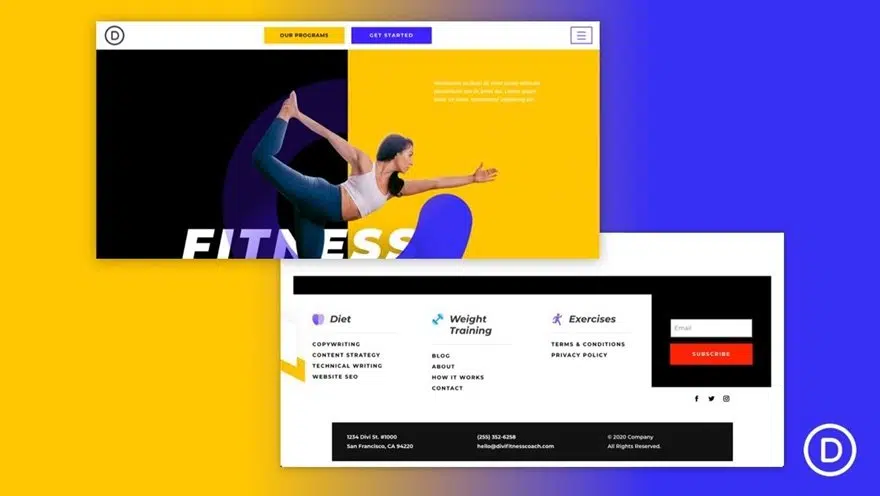 D
OUR PROGRAMS
GET STARTED
FITNESS
Diet
COPYWRITING
CONTENT STRATEGY
TECHNICAL WRITING
WEBSITE SEO
Weight
Training
BLOG
ABOUT
HOW IT WORKS
CONTACT
Exercises
TERMS & CONDITIONS
PRIVACY POLICY
Email
SUBSCRIBE
1234 Divi St. #1000
San Francisco, CA 94220
(255) 352-6258
hello@divifitnesscoach.com
© 2020 Company
All Rights Reserved.
D